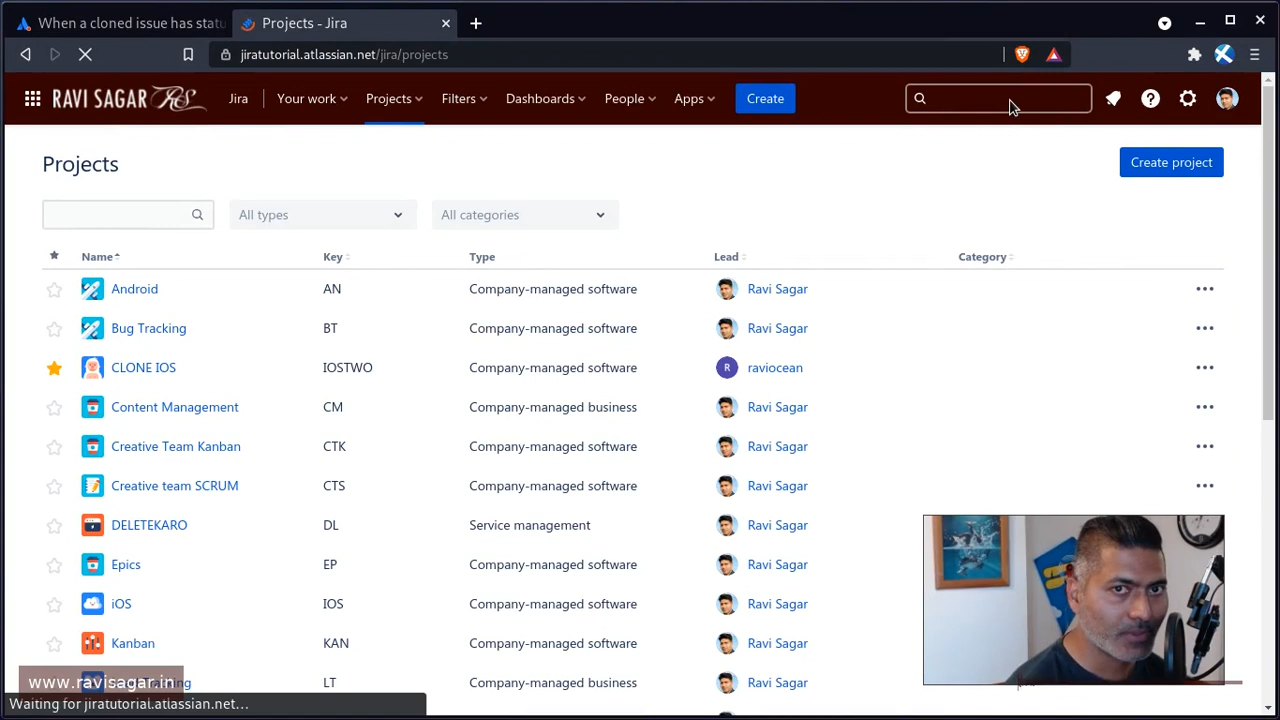 When a cloned issue has statu
Projects - Jira
jiratutorial.atlassian.net/jira/projects
RAVI SAGAR RS
Jira
Your work
Projects
Filters
Dashboards
People
Apps
Create
Projects
Create project
All types
All categories
Name
Key
Type
Lead
Category
Android AN Company-managed software Ravi Sagar
Bug Tracking BT Company-managed software Ravi Sagar
CLONE IOS IOSTWO Company-managed software R raviocean
Content Management CM Company-managed business Ravi Sagar
Creative Team Kanban CTK Company-managed software Ravi Sagar
Creative team SCRUM CTS Company-managed software Ravi Sagar
DELETEKARO DL Service management Ravi Sagar
Epics EP Company-managed software Ravi Sagar
iOS IOS Company-managed software Ravi Sagar
Kanban KAN Company-managed software Ravi Sagar
LT Company-managed business Ravi Sagar
www.ravisagar.in
Waiting for jiratutorial.atlassian.net...